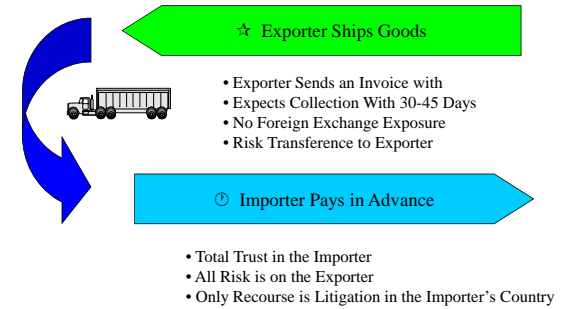 ☆ Exporter Ships Goods
• Exporter Sends an Invoice with
• Expects Collection With 30-45 Days
• No Foreign Exchange Exposure
• Risk Transference to Exporter
🕐 Importer Pays in Advance
• Total Trust in the Importer
• All Risk is on the Exporter
• Only Recourse is Litigation in the Importer's Country